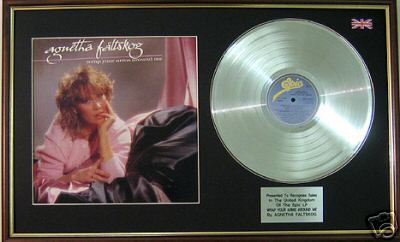 agnetha fältskog
wrap your arms around me
Epic
Presented To Recognise Sales
In The United Kingdom
Of The Epic LP
WRAP YOUR ARMS AROUND ME
By AGNETHA FALTSKOG